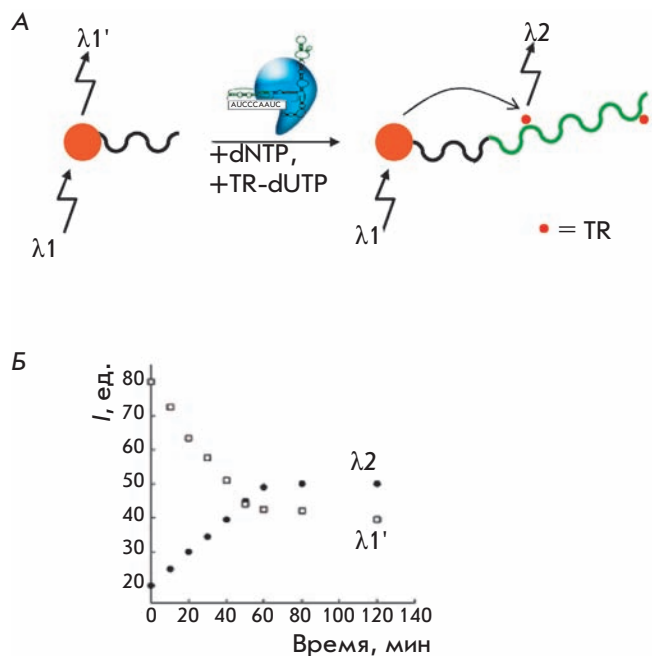 А
λ1'
λ2
AUCCCAAUC
+dNTP,
+TR-dUTP
λ1
λ1
= TR
Б
I, ед.
80
70
60
50
40
30
20
λ2
λ1'
0 20 40 60 80 100 120 140
Время, мин